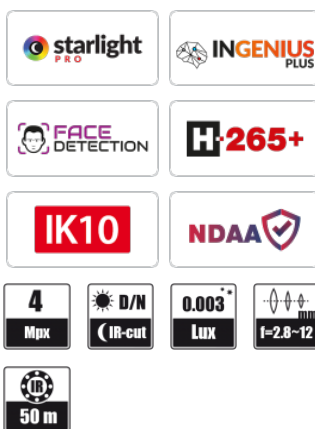 starlight
PRO
INGENIUS
PLUS
FACE
DETECTION
H·265+
IK10
NDAA
4
Mpx
D/N
IR-cut
0.003**
Lux
mm
f=2.8~12
IR
50 m